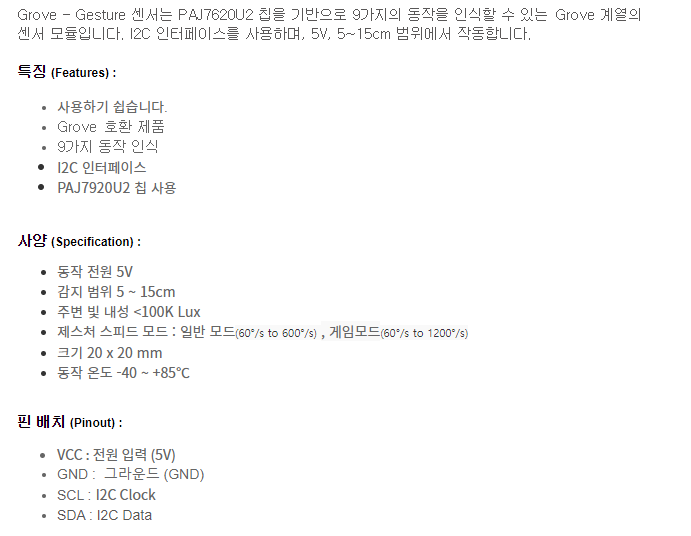 Grove - Gesture 센서는 PAJ7620U2 칩을 기반으로 9가지의 동작을 인식할 수 있는 Grove 계열의
센서 모듈입니다. I2C 인터페이스를 사용하며, 5V, 5~15cm 범위에서 작동합니다.
특징 (Features) :
• 사용하기 쉽습니다.
• Grove 호환 제품
• 9가지 동작 인식
• I2C 인터페이스
• PAJ7920U2 칩 사용
사양 (Specification) :
• 동작 전원 5V
• 감지 범위 5 ~ 15cm
• 주변 빛 내성 <100K Lux
• 제스처 스피드 모드 : 일반 모드(60°/s to 600°/s) , 게임모드(60°/s to 1200°/s)
• 크기 20 x 20 mm
• 동작 온도 -40 ~ +85℃
핀 배치 (Pinout) :
• VCC : 전원 입력 (5V)
• GND : 그라운드 (GND)
• SCL : I2C Clock
• SDA : I2C Data